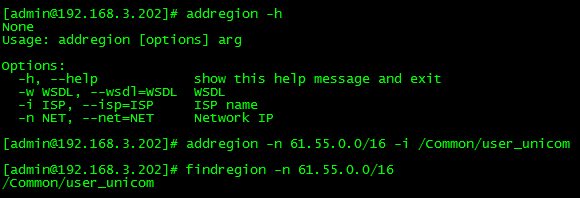 [admin@192.168.3.202]# addregion -h
None
Usage: addregion [options] arg
Options:
-h, --help show this help message and exit
-w WSDL, --wsdl=WSDL WSDL
-i ISP, --isp=ISP ISP name
-n NET, --net=NET Network IP
[admin@192.168.3.202]# addregion -n 61.55.0.0/16 -i /Common/user_unicom
[admin@192.168.3.202]# findregion -n 61.55.0.0/16
/Common/user_unicom